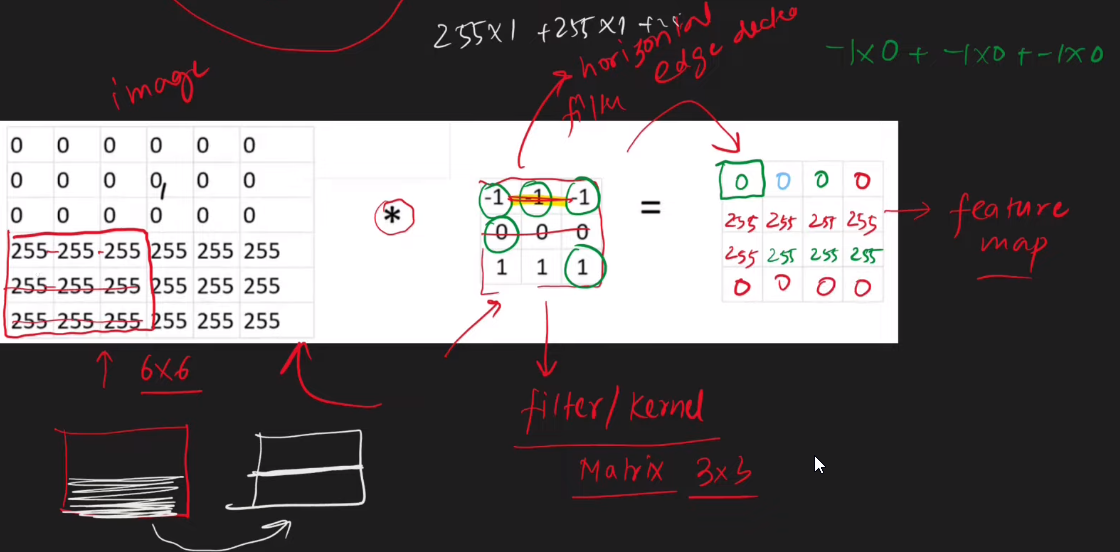 255x1 +255x1 +25
horizontal
edge detec
filter
-1x0 + -1x0 + -1x0
image
0 0 0 0 0 0
0 0 0 0 0 0
0 0 0 0 0 0
255 255 255 255 255 255
255 255 255 255 255 255
255 255 255 255 255 255
*
-1 -1 -1
0 0 0
1 1 1
=
0 0 0 0
255 255 255 255
255 255 255 255
0 0 0 0
feature
map
6x6
filter/kernel
Matrix 3x3